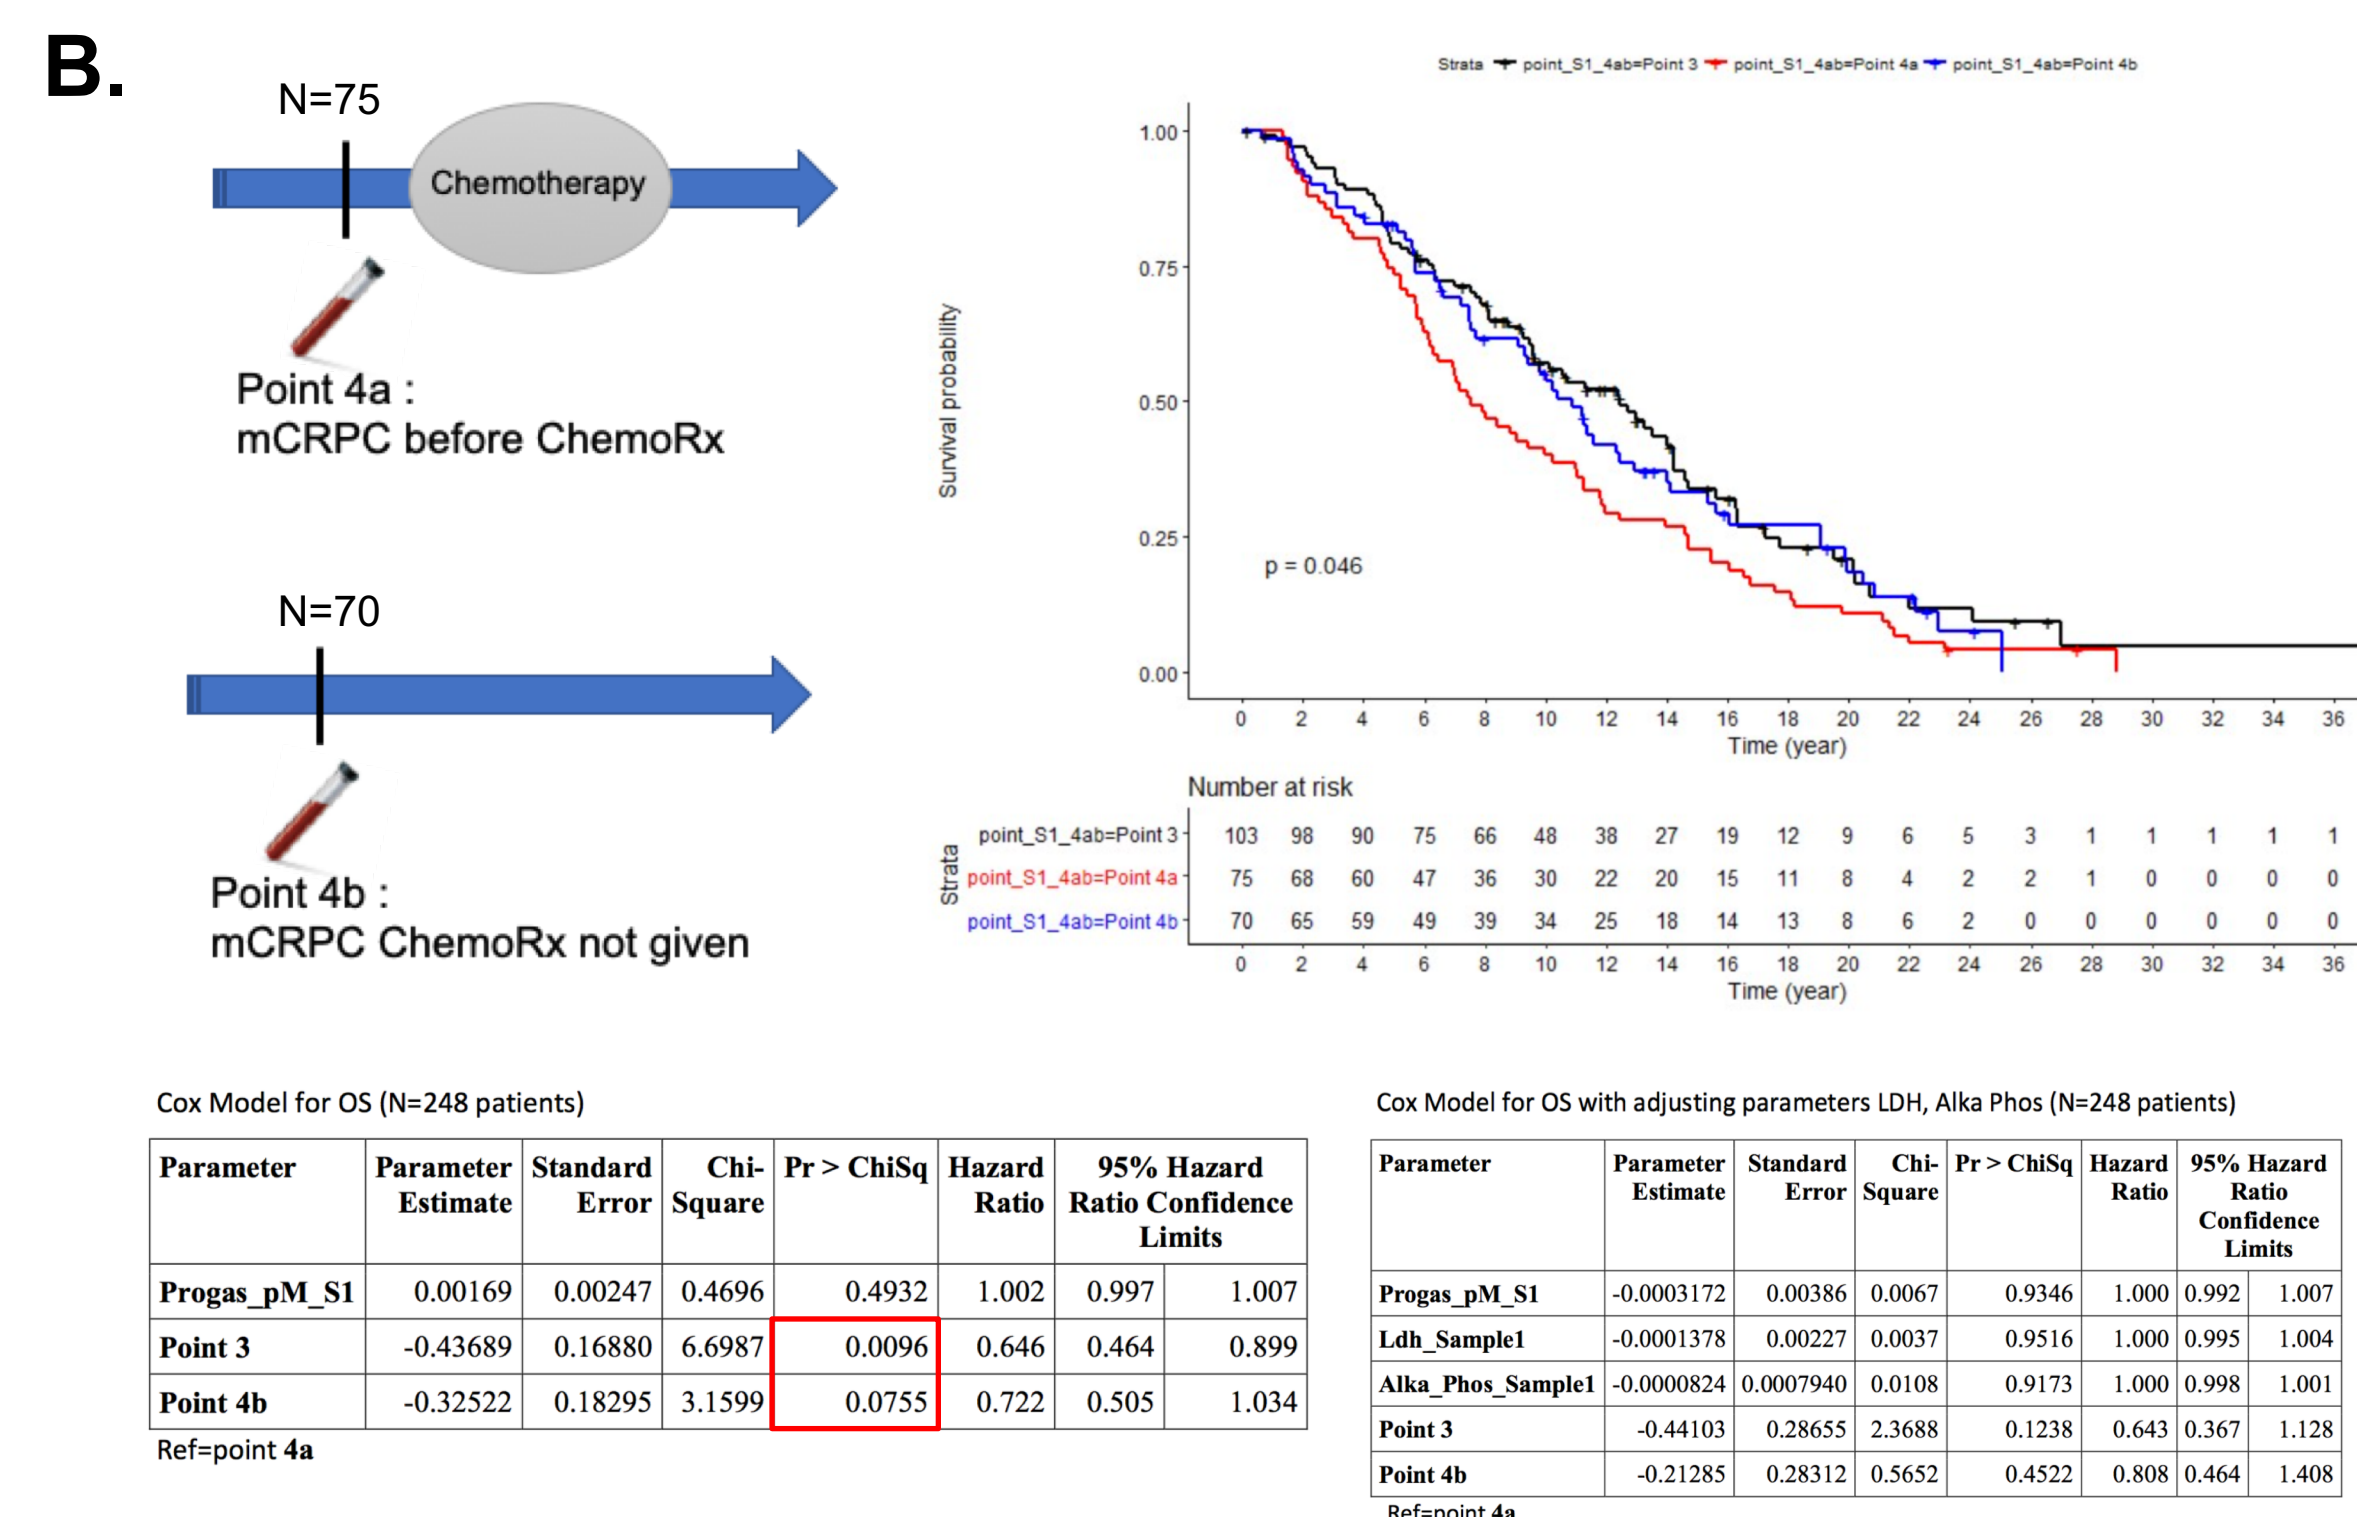 B.
N=75
Chemotherapy
Point 4a :
mCRPC before ChemoRx
N=70
Point 4b :
mCRPC ChemoRx not given
Strata point_S1_4ab=Point 3 point_S1_4ab=Point 4a point_S1_4ab=Point 4b
Survival probability
1.00
0.75
0.50
0.25
0.00
p = 0.046
0 2 4 6 8 10 12 14 16 18 20 22 24 26 28 30 32 34 36
Time (year)
Number at risk
Strata
point_S1_4ab=Point 3 103 98 90 75 66 48 38 27 19 12 9 6 5 3 1 1 1 1 1
point_S1_4ab=Point 4a 75 68 60 47 36 30 22 20 15 11 8 4 2 2 1 0 0 0 0
point_S1_4ab=Point 4b 70 65 59 49 39 34 25 18 14 13 8 6 2 0 0 0 0 0 0
0 2 4 6 8 10 12 14 16 18 20 22 24 26 28 30 32 34 36
Time (year)
Cox Model for OS (N=248 patients)
Parameter Parameter Standard Chi- Pr > ChiSq Hazard 95% Hazard
Estimate Error Square Ratio Ratio Confidence
Limits
Progas_pM_S1 0.00169 0.00247 0.4696 0.4932 1.002 0.997 1.007
Point 3 -0.43689 0.16880 6.6987 0.0096 0.646 0.464 0.899
Point 4b -0.32522 0.18295 3.1599 0.0755 0.722 0.505 1.034
Ref=point 4a
Cox Model for OS with adjusting parameters LDH, Alka Phos (N=248 patients)
Parameter Parameter Standard Chi- Pr > ChiSq Hazard 95% Hazard
Estimate Error Square Ratio Ratio
Confidence
Limits
Progas_pM_S1 -0.0003172 0.00386 0.0067 0.9346 1.000 0.992 1.007
Ldh_Sample1 -0.0001378 0.00227 0.0037 0.9516 1.000 0.995 1.004
Alka_Phos_Sample1 -0.0000824 0.0007940 0.0108 0.9173 1.000 0.998 1.001
Point 3 -0.44103 0.28655 2.3688 0.1238 0.643 0.367 1.128
Point 4b -0.21285 0.28312 0.5652 0.4522 0.808 0.464 1.408
Ref=point 4a